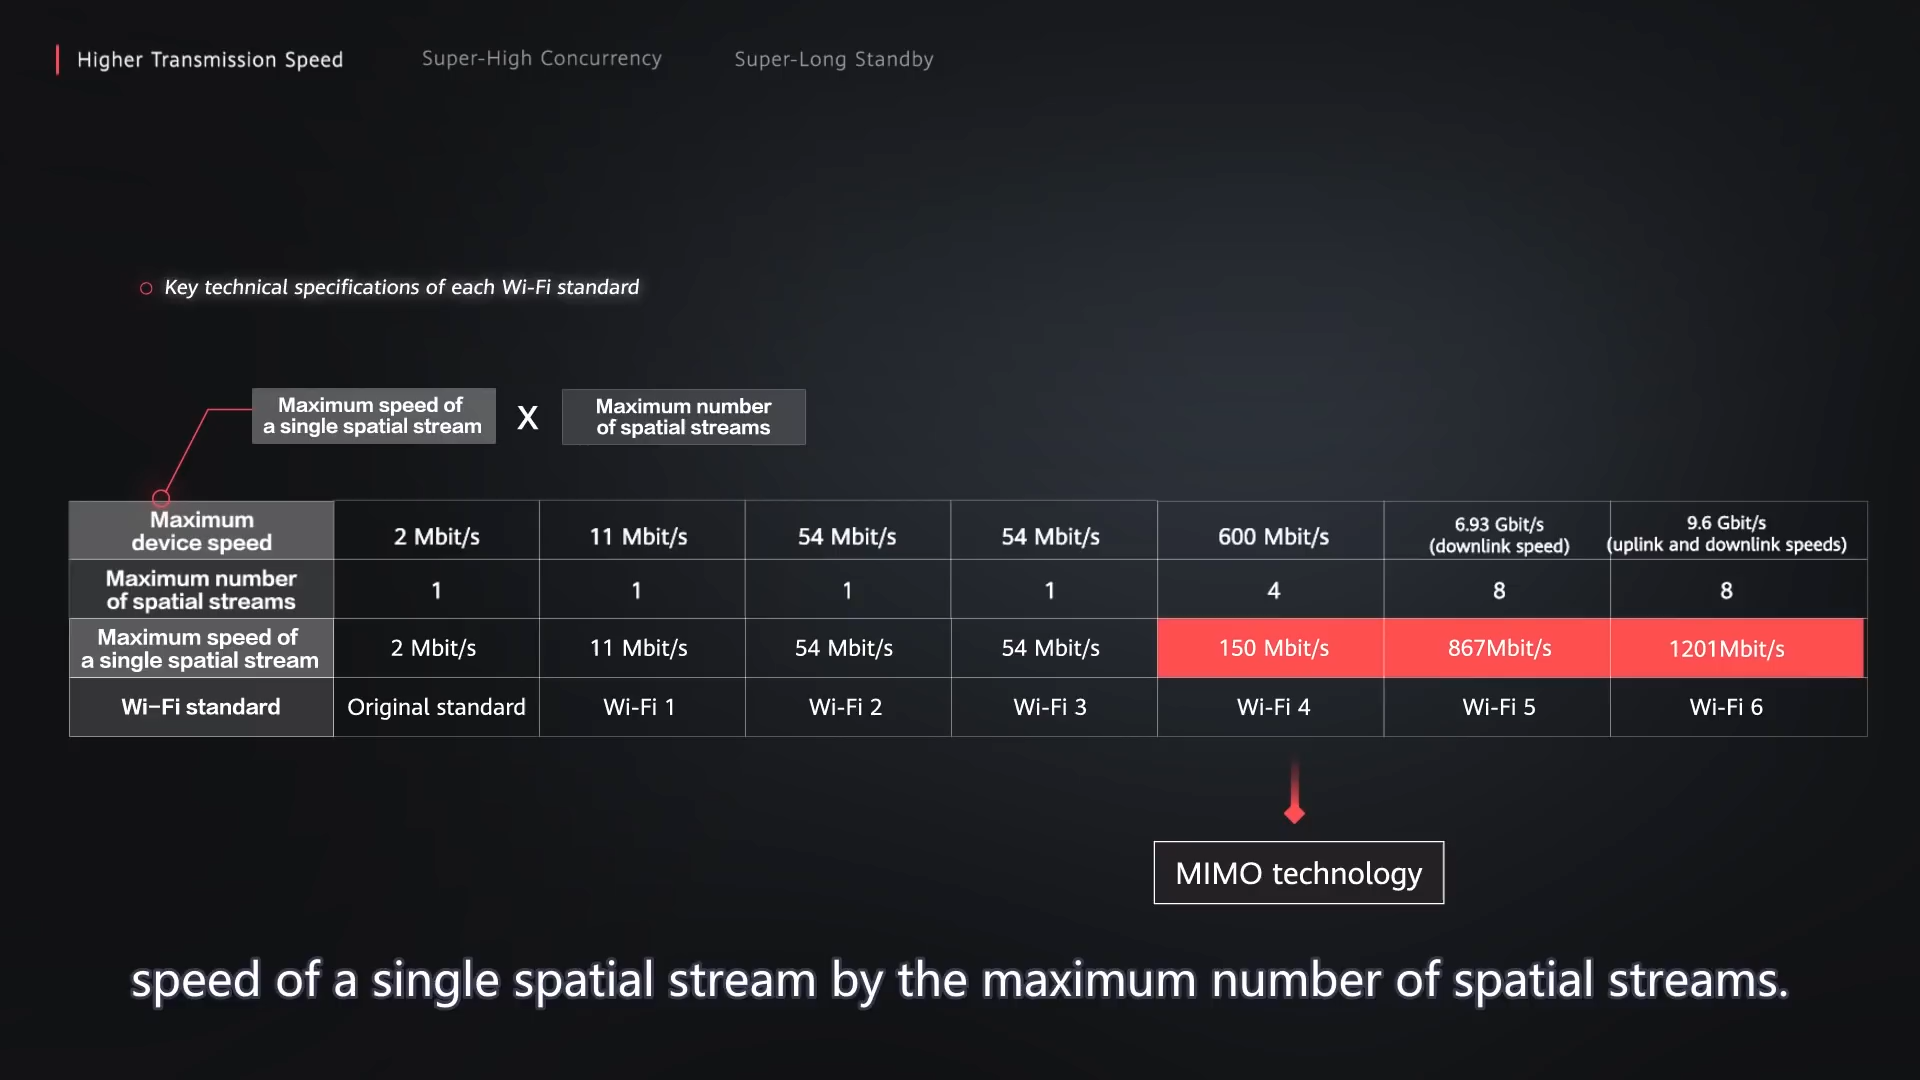 Higher Transmission Speed
Super-High Concurrency
Super-Long Standby
Key technical specifications of each Wi-Fi standard
Maximum speed of
a single spatial stream
X
Maximum number
of spatial streams
Maximum
device speed
2 Mbit/s
11 Mbit/s
54 Mbit/s
54 Mbit/s
600 Mbit/s
6.93 Gbit/s
(downlink speed)
9.6 Gbit/s
(uplink and downlink speeds)
Maximum number
of spatial streams
1
1
1
1
4
8
8
Maximum speed of
a single spatial stream
2 Mbit/s
11 Mbit/s
54 Mbit/s
54 Mbit/s
150 Mbit/s
867Mbit/s
1201Mbit/s
Wi-Fi standard
Original standard
Wi-Fi 1
Wi-Fi 2
Wi-Fi 3
Wi-Fi 4
Wi-Fi 5
Wi-Fi 6
MIMO technology
speed of a single spatial stream by the maximum number of spatial streams.